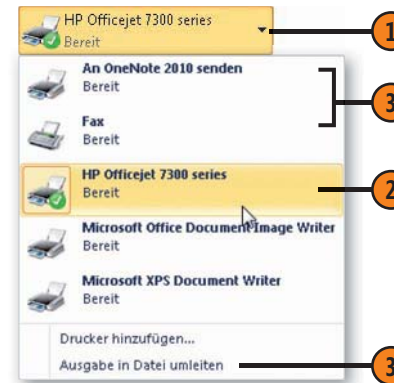 HP Officejet 7300 series
Bereit
1
An OneNote 2010 senden
Bereit
3
Fax
Bereit
HP Officejet 7300 series
Bereit
2
Microsoft Office Document Image Writer
Bereit
Microsoft XPS Document Writer
Bereit
Drucker hinzufügen...
Ausgabe in Datei umleiten
3